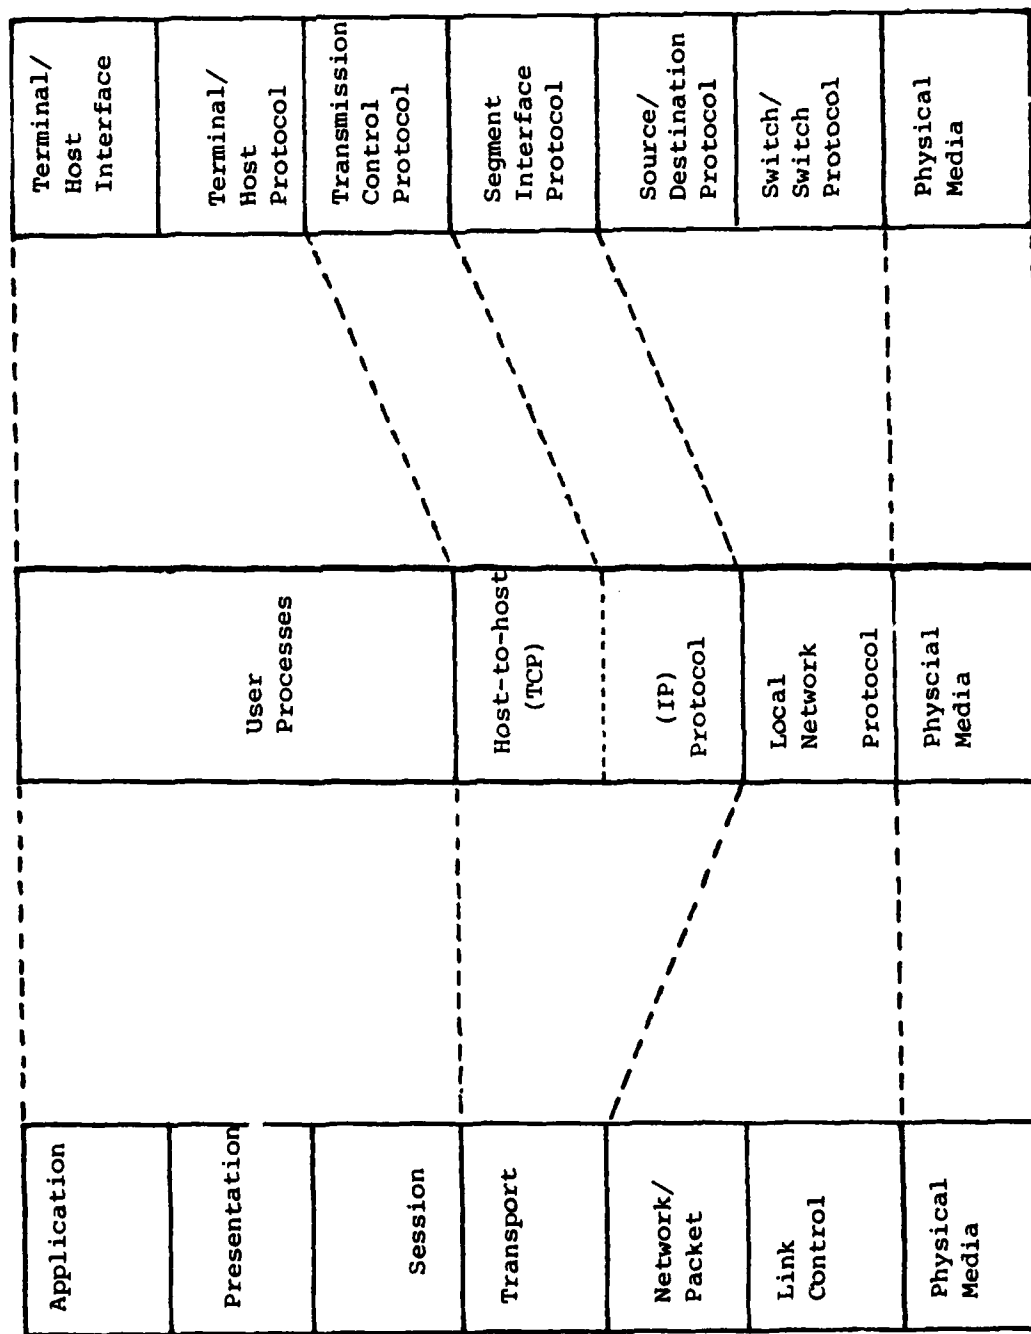 Application
Presentation
Session
Transport
Network/
Packet
Link
Control
Physical
Media
User
Processes
Host-to-host
(TCP)
(IP)
Protocol
Local
Network
Protocol
Physcial
Media
Terminal/
Host
Interface
Terminal/
Host
Protocol
Transmission
Control
Protocol
Segment
Interface
Protocol
Source/
Destination
Protocol
Switch/
Switch
Protocol
Physical
Media